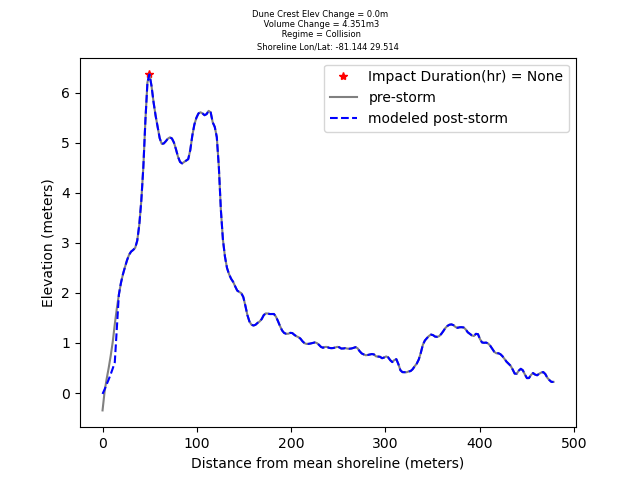 Dune Crest Elev Change = 0.0m
Volume Change = 4.351m3
Regime = Collision
Shoreline Lon/Lat: -81.144 29.514
Impact Duration(hr) = None
pre-storm
modeled post-storm
Elevation (meters)
6
5
4
3
2
1
0
0 100 200 300 400 500
Distance from mean shoreline (meters)